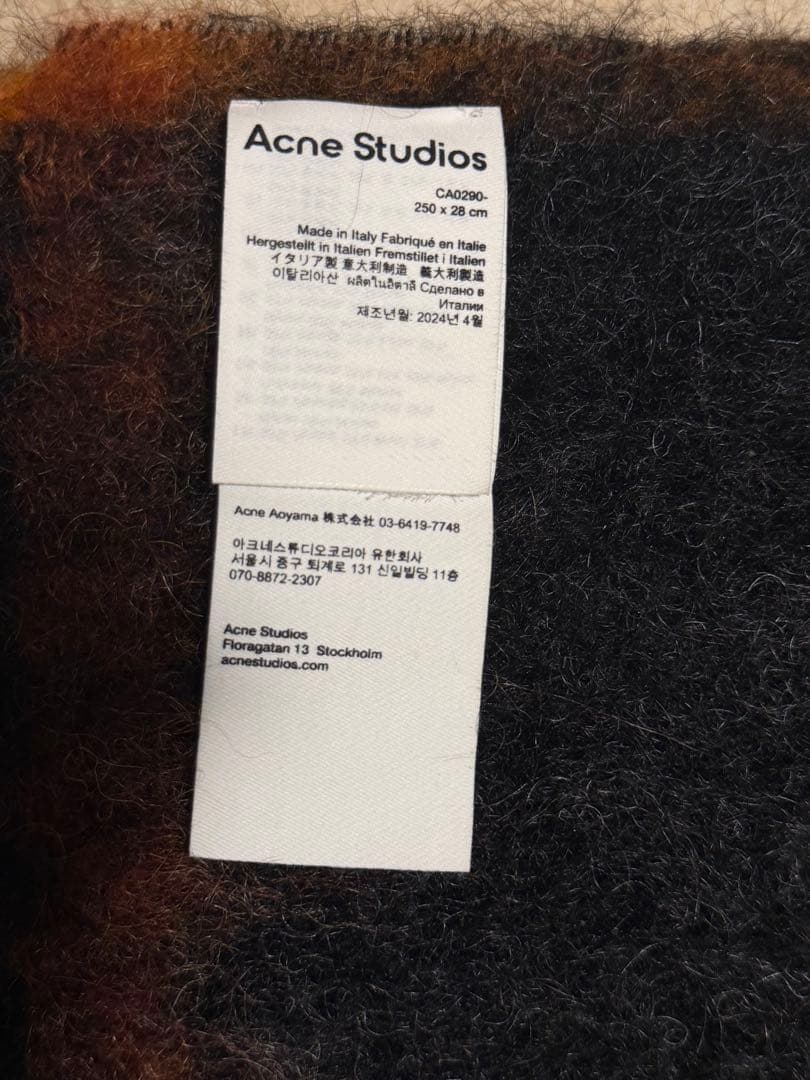 Acne Studios
CA0290-
250 x 28 cm
Made in Italy Fabriqué en Italie
Hergestellt in Italien Fremstillet i Italien
イタリア製 意大利制造 義大利製造
이탈리아산 ผลิตในอิตาลี Сделано в
Италии
제조년월: 2024년 4월
Acne Aoyama 株式会社 03-6419-7748
아크네스튜디오코리아 유한회사
서울시 중구 퇴계로 131 신일빌딩 11층
070-8872-2307
Acne Studios
Floragatan 13 Stockholm
acnestudios.com